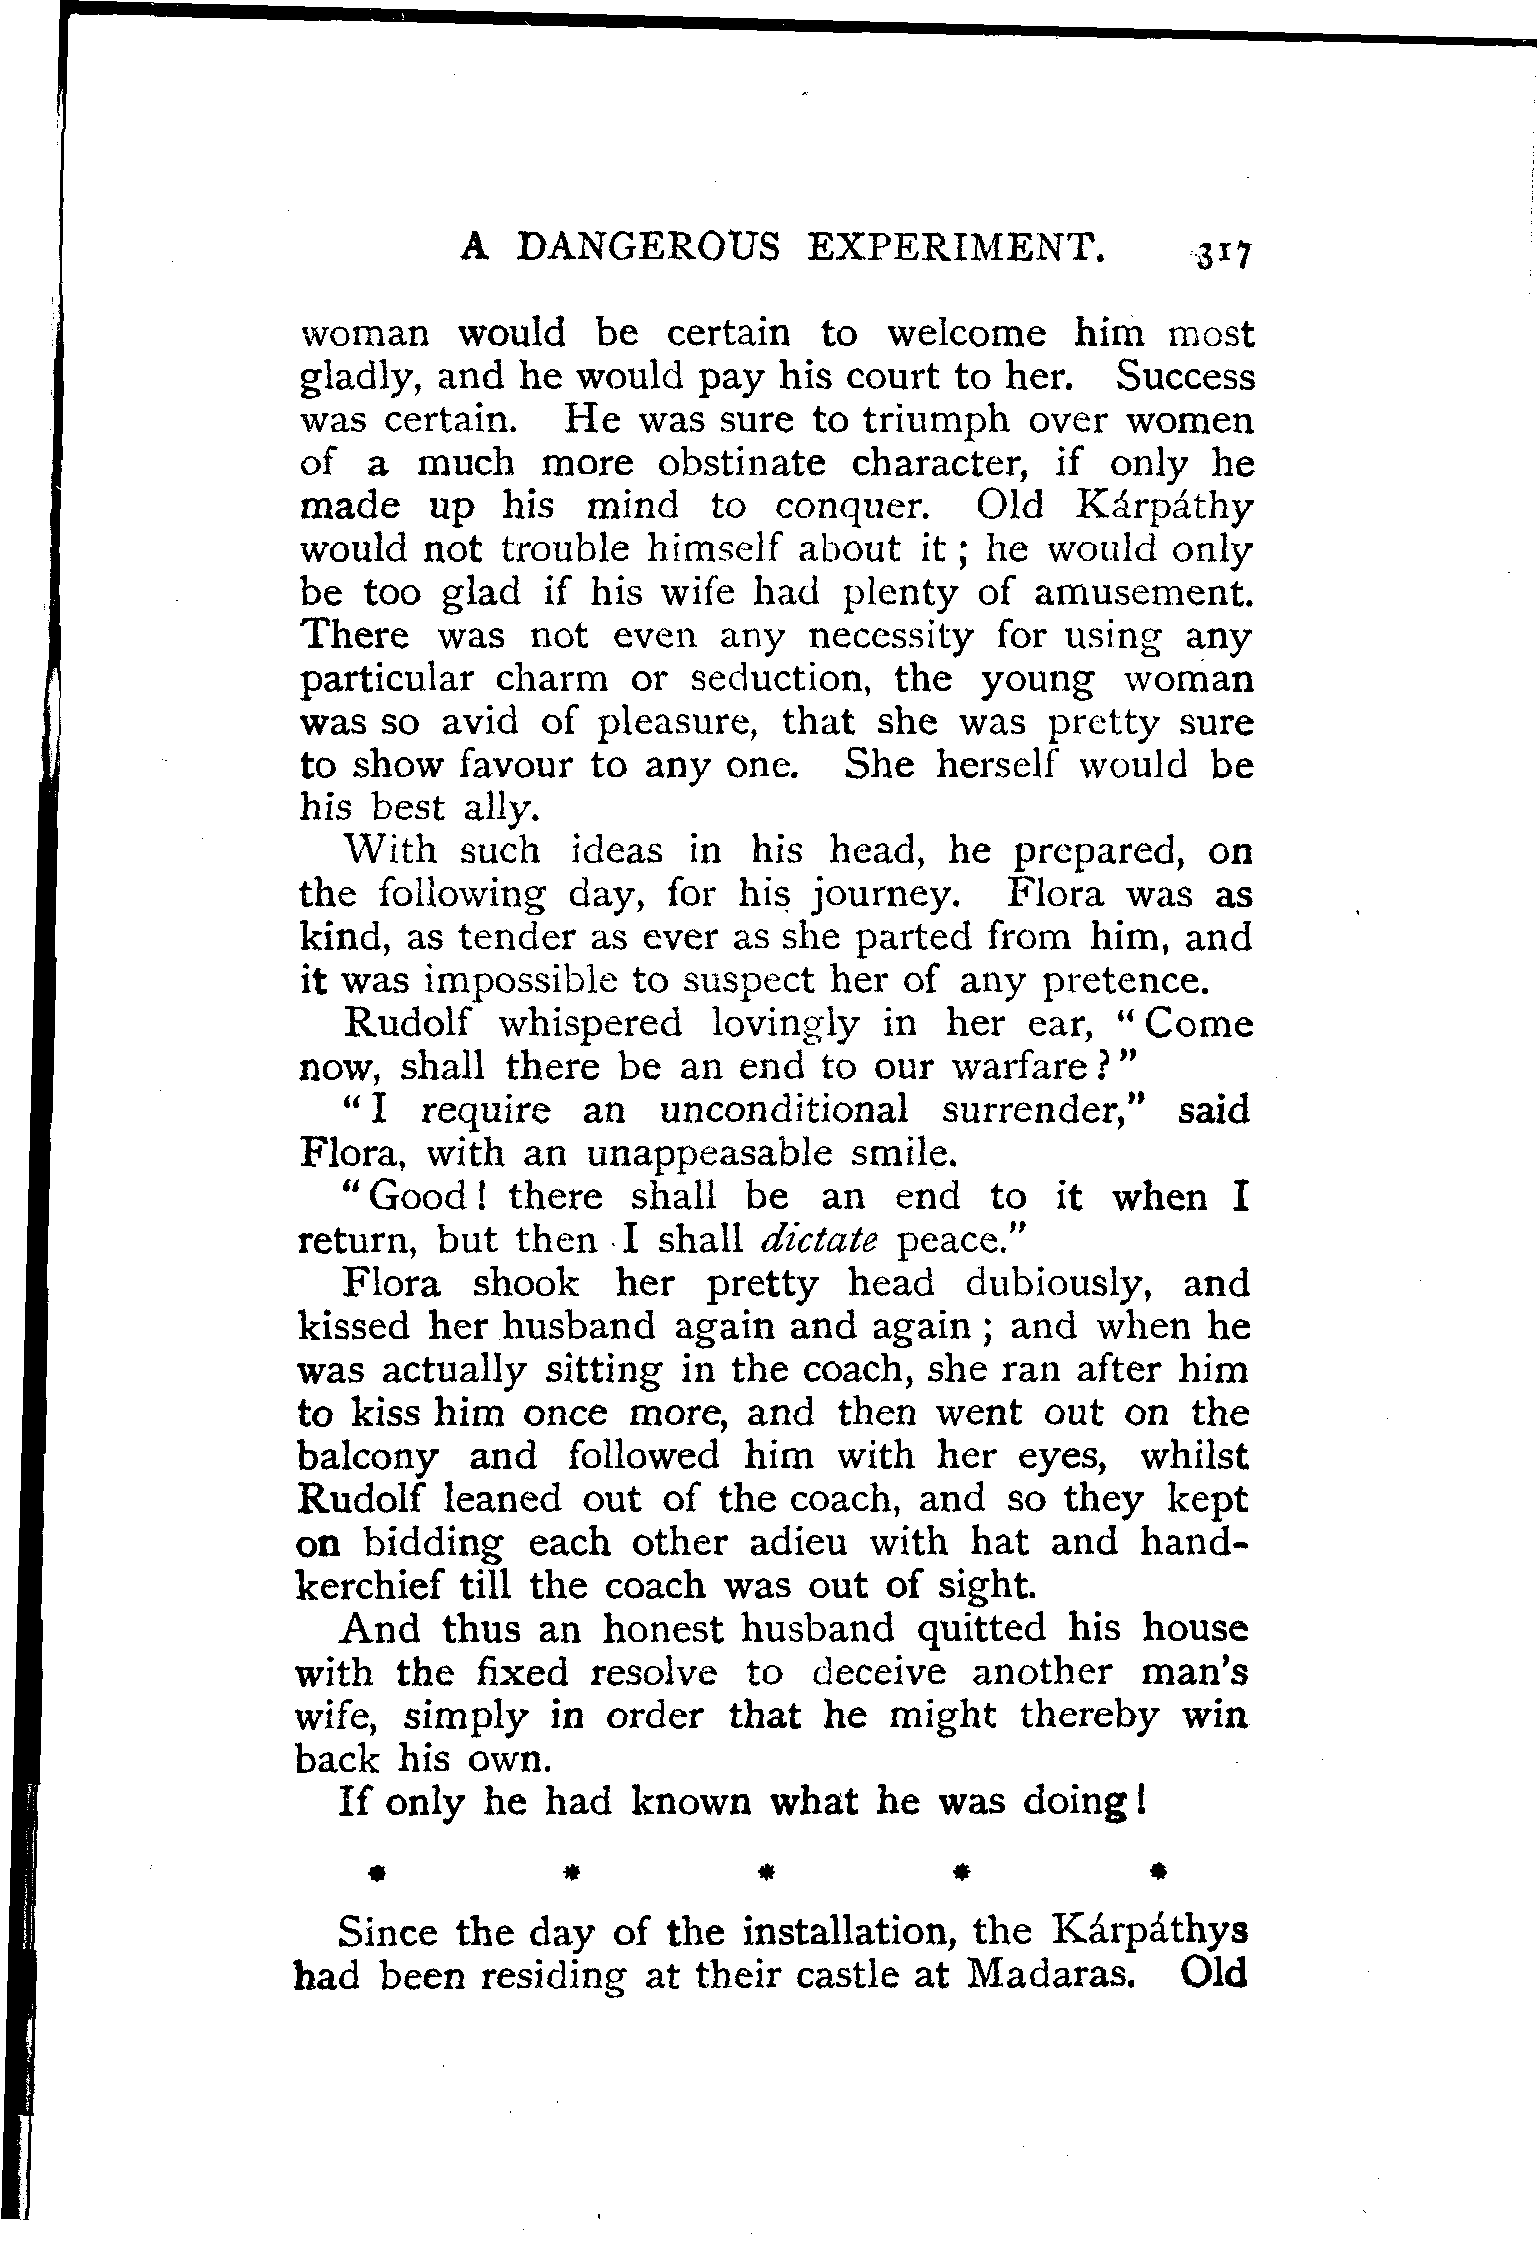 A DANGEROUS EXPERIMENT. 317
woman would be certain to welcome him most
gladly, and he would pay his court to her. Success
was certain. He was sure to triumph over women
of a much more obstinate character, if only he
made up his mind to conquer. Old Kárpáthy
would not trouble himself about it ; he would only
be too glad if his wife had plenty of amusement.
There was not even any necessity for using any
particular charm or seduction, the young woman
was so avid of pleasure, that she was pretty sure
to show favour to any one. She herself would be
his best ally.
With such ideas in his head, he prepared, on
the following day, for his journey. Flora was as
kind, as tender as ever as she parted from him, and
it was impossible to suspect her of any pretence.
Rudolf whispered lovingly in her ear, “ Come
now, shall there be an end to our warfare ? ”
“ I require an unconditional surrender,” said
Flora, with an unappeasable smile.
“ Good ! there shall be an end to it when I
return, but then I shall dictate peace.”
Flora shook her pretty head dubiously, and
kissed her husband again and again ; and when he
was actually sitting in the coach, she ran after him
to kiss him once more, and then went out on the
balcony and followed him with her eyes, whilst
Rudolf leaned out of the coach, and so they kept
on bidding each other adieu with hat and hand-
kerchief till the coach was out of sight.
And thus an honest husband quitted his house
with the fixed resolve to deceive another man's
wife, simply in order that he might thereby win
back his own.
If only he had known what he was doing !
* * * * *
Since the day of the installation, the Kárpáthys
had been residing at their castle at Madaras. Old